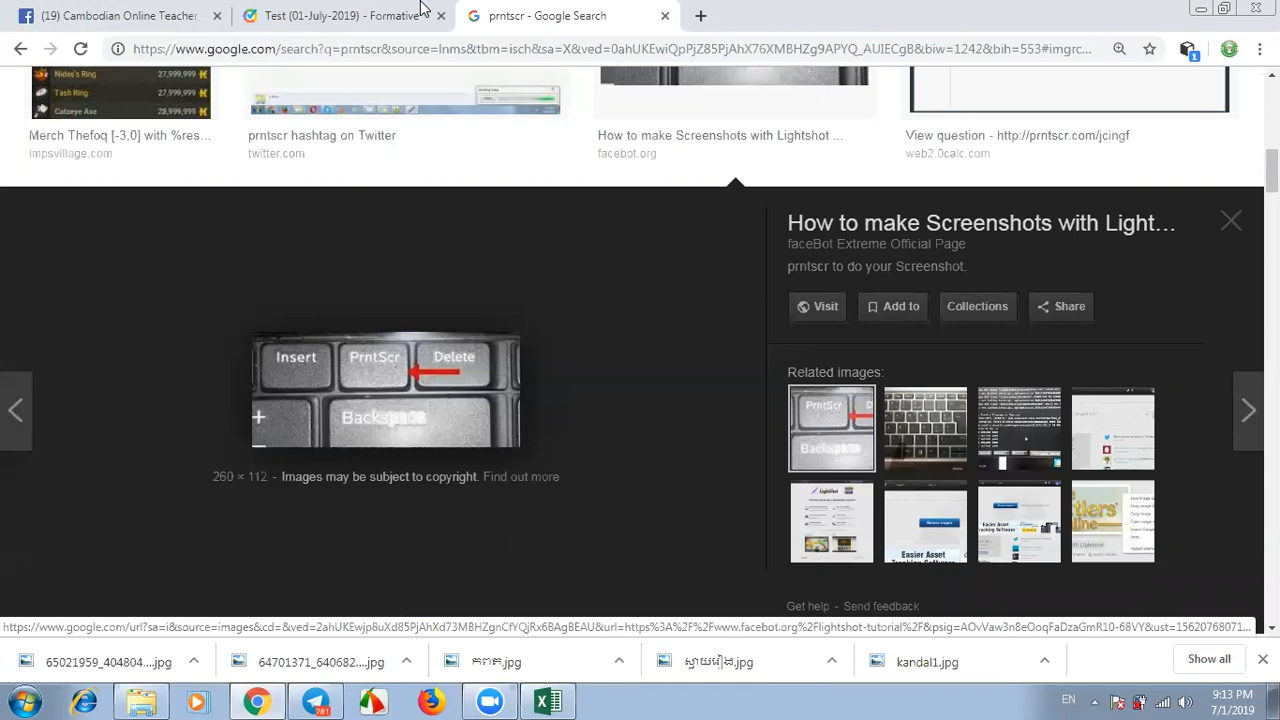 (19) Cambodian Online Teacher
Test (01-July-2019) - Formative
prntscr - Google Search
https://www.google.com/search?q=prntscr&source=lnms&tbm=isch&sa=X&ved=0ahUKEwiQpPjZ85PjAhX76XMBHZg9APYQ_AUIECgB&biw=1242&bih=553#imgrc...
1
Nidas's Ring 27,999,999
Tash Ring 27,999,999
Catseye Axe 28,999,999
Merch Thefoq [-3,0] with %res...
impsvillage.com
prntscr hashtag on Twitter
twitter.com
How to make Screenshots with Lightshot ...
facebot.org
View question - http://prntscr.com/jcingf
web2.0calc.com
How to make Screenshots with Light...
faceBot Extreme Official Page
prntscr to do your Screenshot.
Visit
Add to
Collections
Share
Insert PrntScr Delete
+
260 × 112 - Images may be subject to copyright. Find out more
Related images:
PrntScr
Easier Asset
Get help - Send feedback
https://www.google.com/url?sa=i&source=images&cd=&ved=2ahUKEwjp8uXd85PjAhXd73MBHZgnCfYQjRx6BAgBEAU&url=https%3A%2F%2Fwww.facebot.org%2Flightshot-tutorial%2F&psig=AOvVaw3n8eOoqFaDzaGmR10-68VY&ust=15620768071...
65021959_404804....jpg
64701371_640682....jpg
កំពត.jpg
ស្វាយរៀង.jpg
kandal1.jpg
Show all
781
EN
9:13 PM
7/1/2019